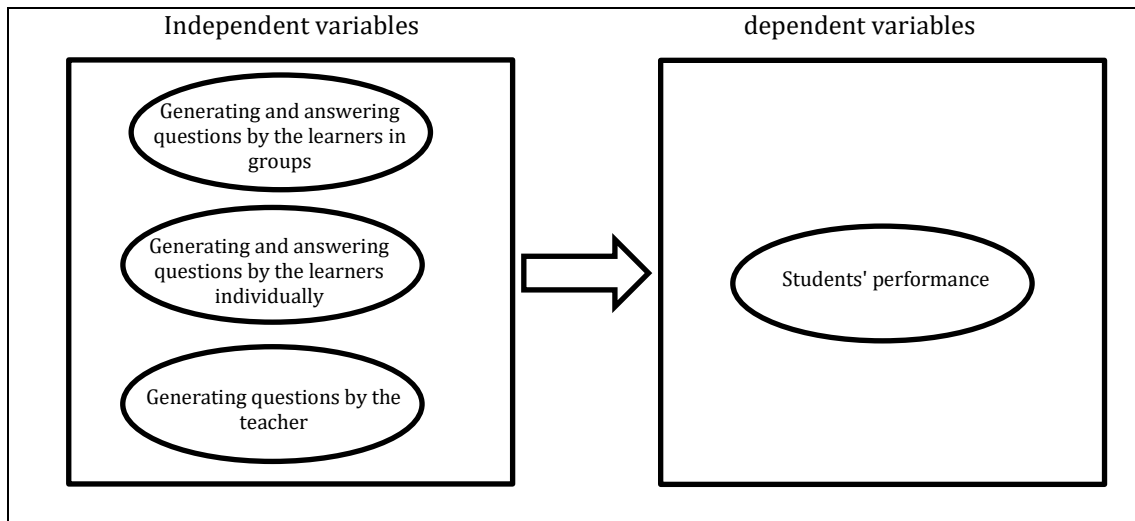 Independent variables
dependent variables
Generating and answering
questions by the learners in
groups
Generating and answering
questions by the learners
individually
Generating questions by the
teacher
Students' performance